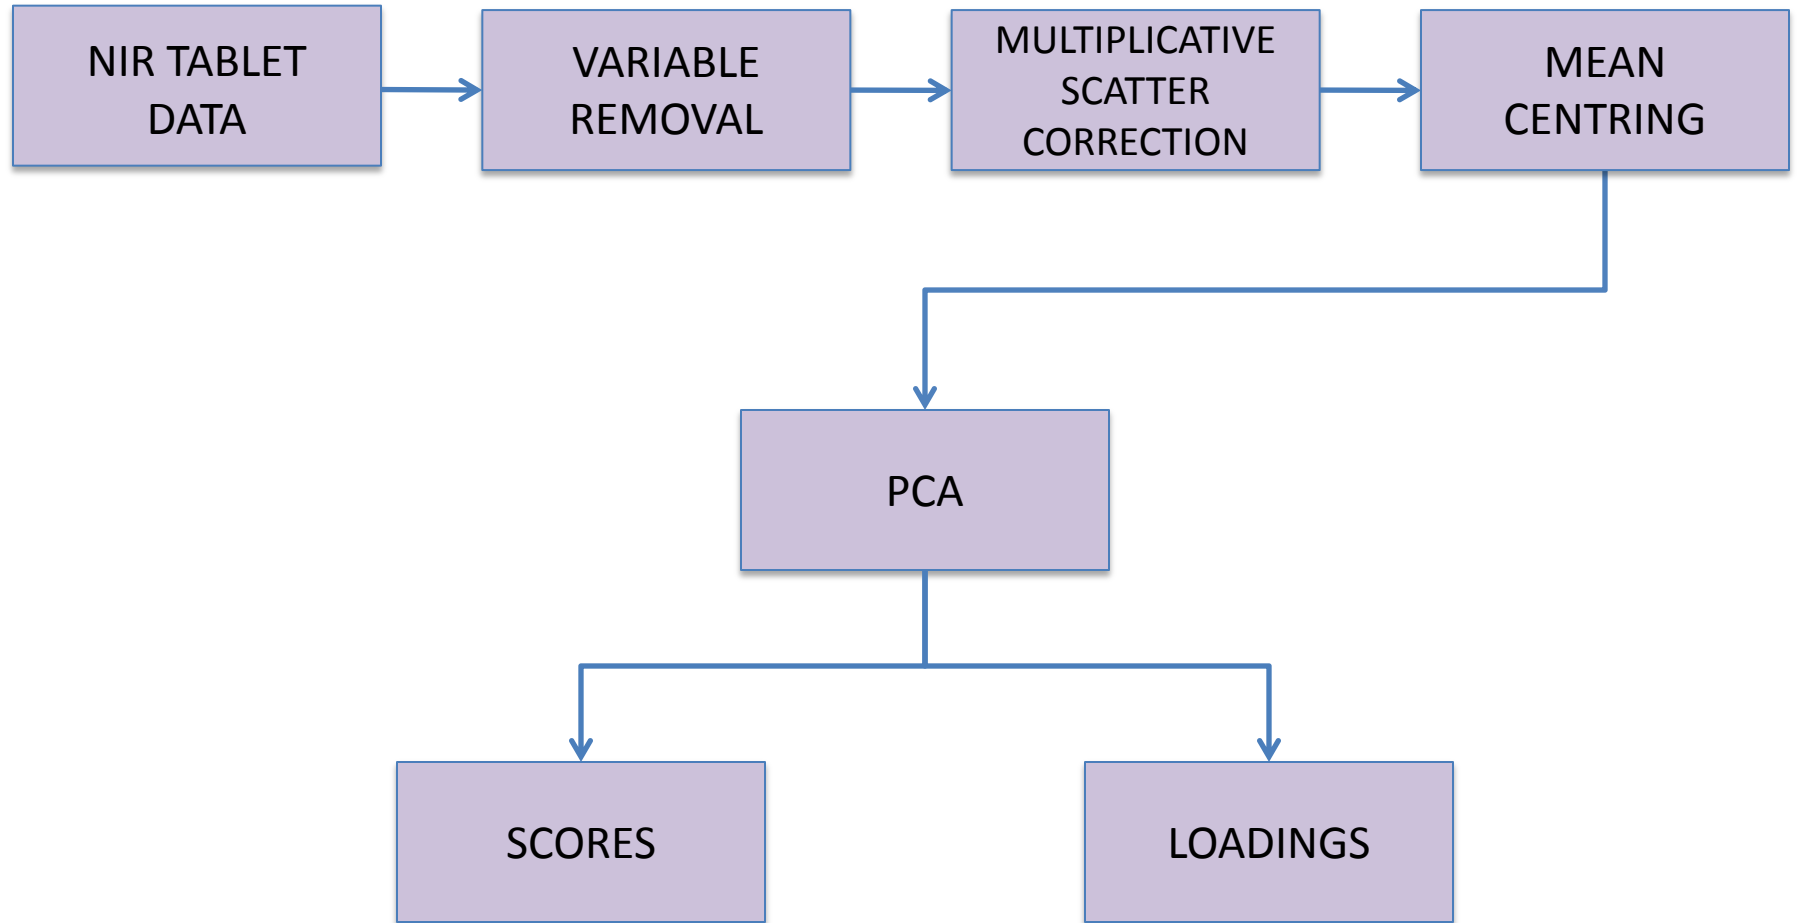 NIR TABLET
DATA
VARIABLE
REMOVAL
MULTIPLICATIVE
SCATTER
CORRECTION
MEAN
CENTRING
PCA
SCORES
LOADINGS